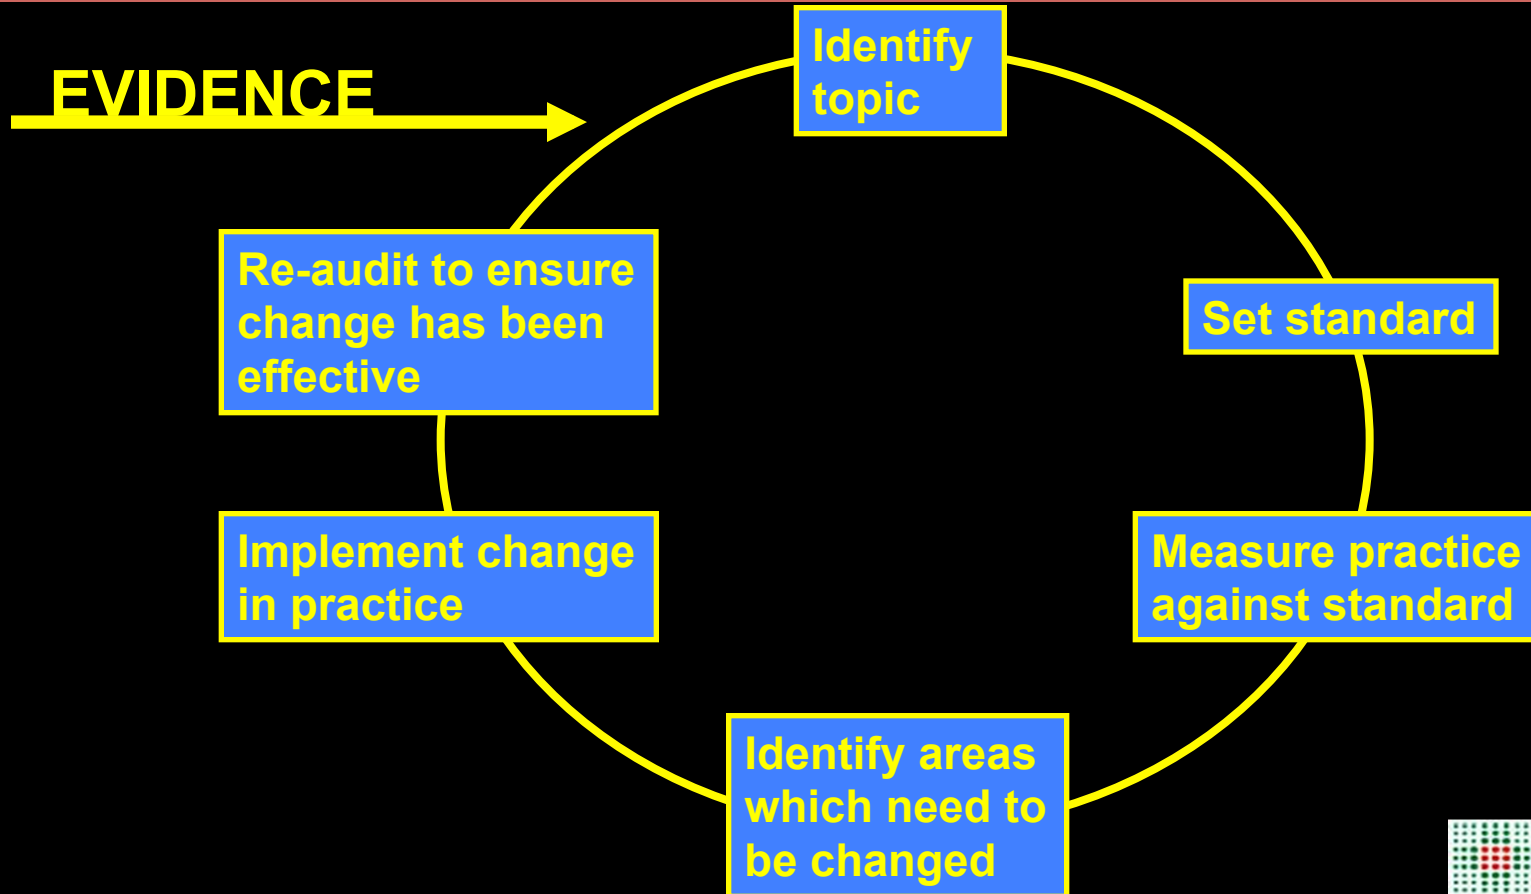 EVIDENCE
Identify
topic
Set standard
Measure practice
against standard
Identify areas
which need to
be changed
Implement change
in practice
Re-audit to ensure
change has been
effective